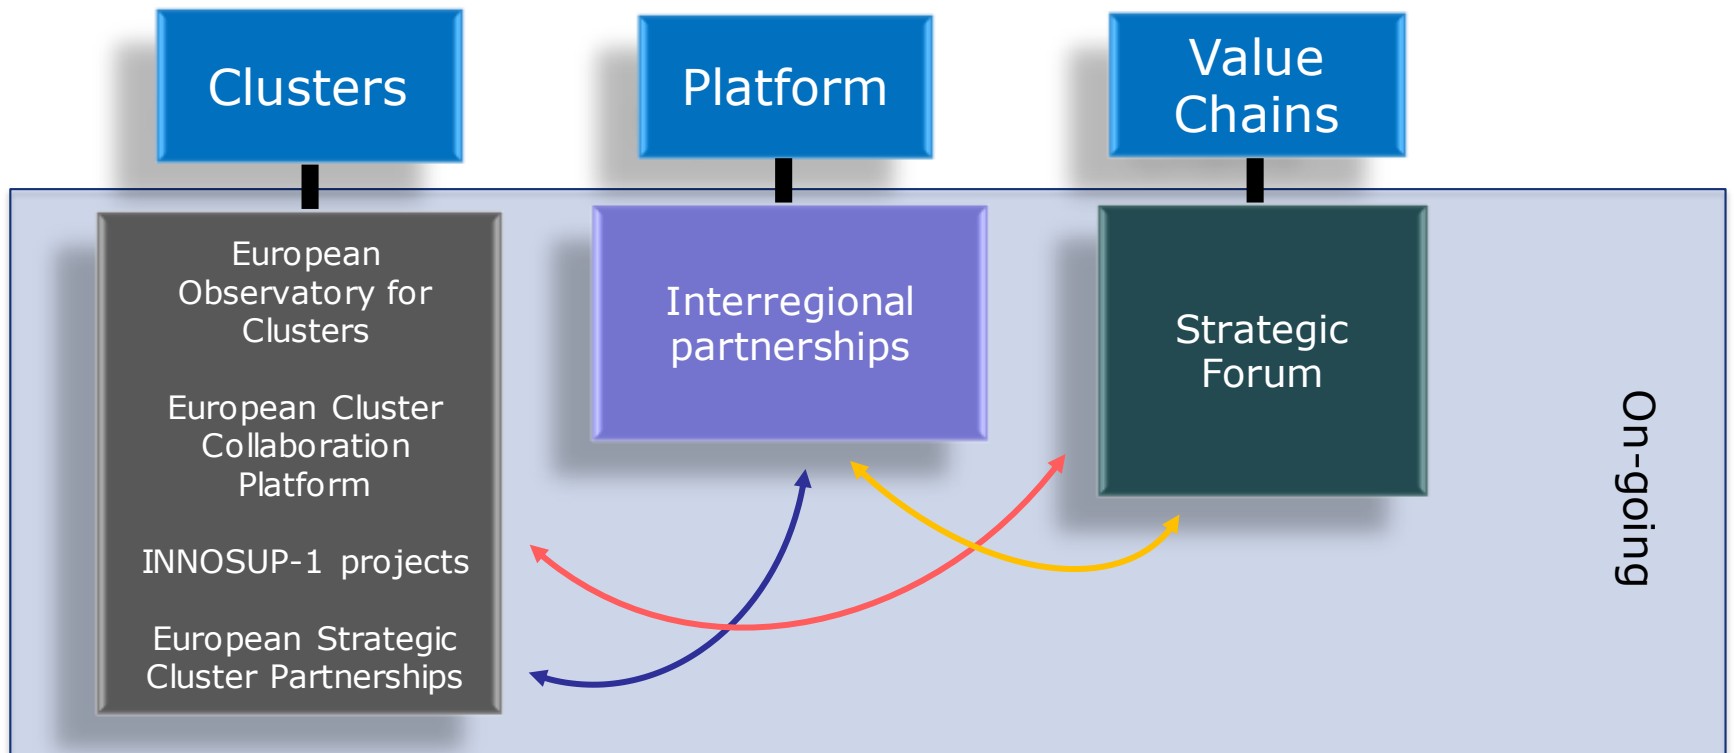 Clusters
Platform
Value
Chains
European
Observatory for
Clusters
European Cluster
Collaboration
Platform
INNOSUP-1 projects
European Strategic
Cluster Partnerships
Interregional
partnerships
Strategic
Forum
On-going